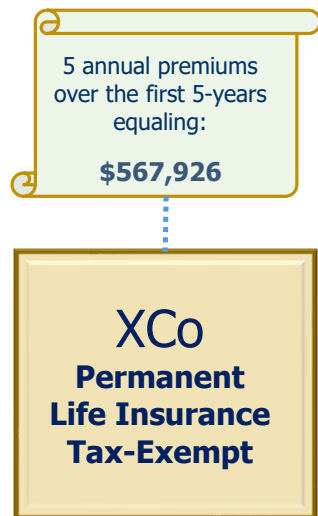 5 annual premiums
over the first 5-years
equaling:
$567,926
XCo
Permanent
Life Insurance
Tax-Exempt